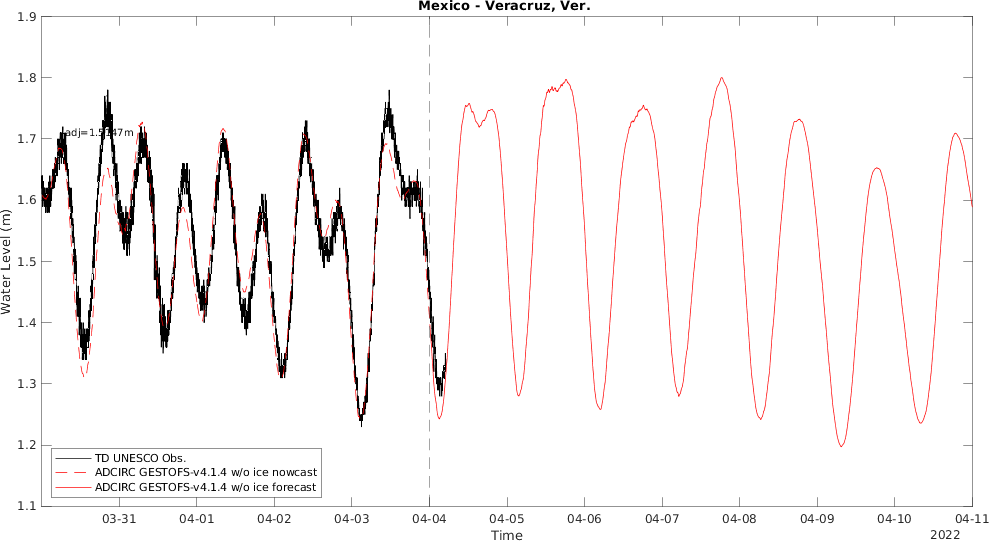 Mexico - Veracruz, Ver.
1.9
1.8
1.7
1.6
1.5
1.4
1.3
1.2
1.1
Water Level (m)
TD UNESCO Obs.
ADCIRC GESTOFS-v4.1.4 w/o ice nowcast
ADCIRC GESTOFS-v4.1.4 w/o ice forecast
03-31 04-01 04-02 04-03 04-04 04-05 04-06 04-07 04-08 04-09 04-10 04-11
Time
2022